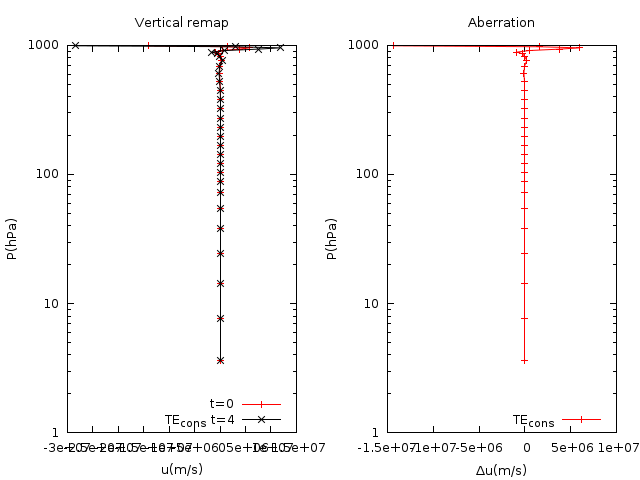 Vertical remap
Aberration
1000
100
10
1
P(hPa)
t=0
TEcons t=4
u(m/s)
1000
100
10
1
P(hPa)
TEcons
-1.5e+07
-1e+07
-5e+06
0
5e+06
1e+07
Δu(m/s)